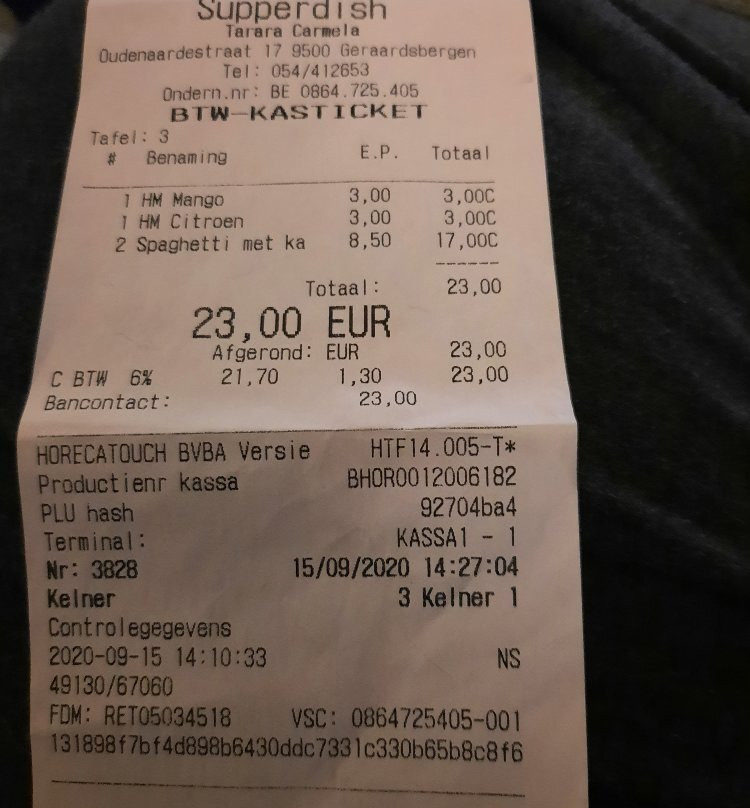 Supperdish
Tarara Carmela
Oudenaardestraat 17 9500 Geraardsbergen
Tel: 054/412653
Ondern.nr: BE 0864.725.405
BTW-KASTICKET
Tafel: 3
# Benaming E.P. Totaal
1 HM Mango 3,00 3,00C
1 HM Citroen 3,00 3,00C
2 Spaghetti met ka 8,50 17,00C
------
Totaal: 23,00
23,00 EUR
Afgerond: EUR 23,00
C BTW 6% 21,70 1,30 23,00
Bancontact: 23,00
HORECATOUCH BVBA Versie HTF14.005-T*
Productienr kassa BHOR0012006182
PLU hash 92704ba4
Terminal: KASSA1 - 1
Nr: 3828 15/09/2020 14:27:04
Kelner 3 Kelner 1
Controlegegevens
2020-09-15 14:10:33 NS
49130/67060
FDM: RET05034518 VSC: 0864725405-001
131898f7bf4d898b6430ddc7331c330b65b8c8f6